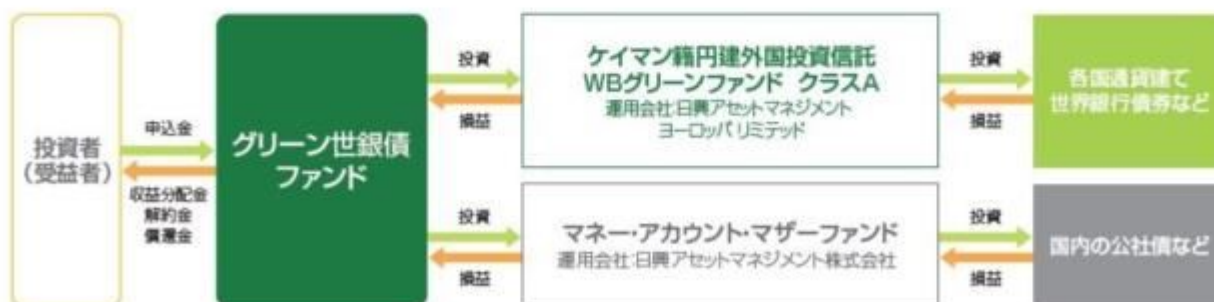 投資者
(受益者)
申込金
収益分配金
解約金
償還金
グリーン世銀債
ファンド
投資
損益
ケイマン籍円建外国投資信託
WBグリーンファンド クラスA
運用会社:日興アセットマネジメント
ヨーロッパ リミテッド
投資
損益
各国通貨建て
世界銀行債券など
投資
損益
マネー・アカウント・マザーファンド
運用会社:日興アセットマネジメント株式会社
投資
損益
国内の公社債など